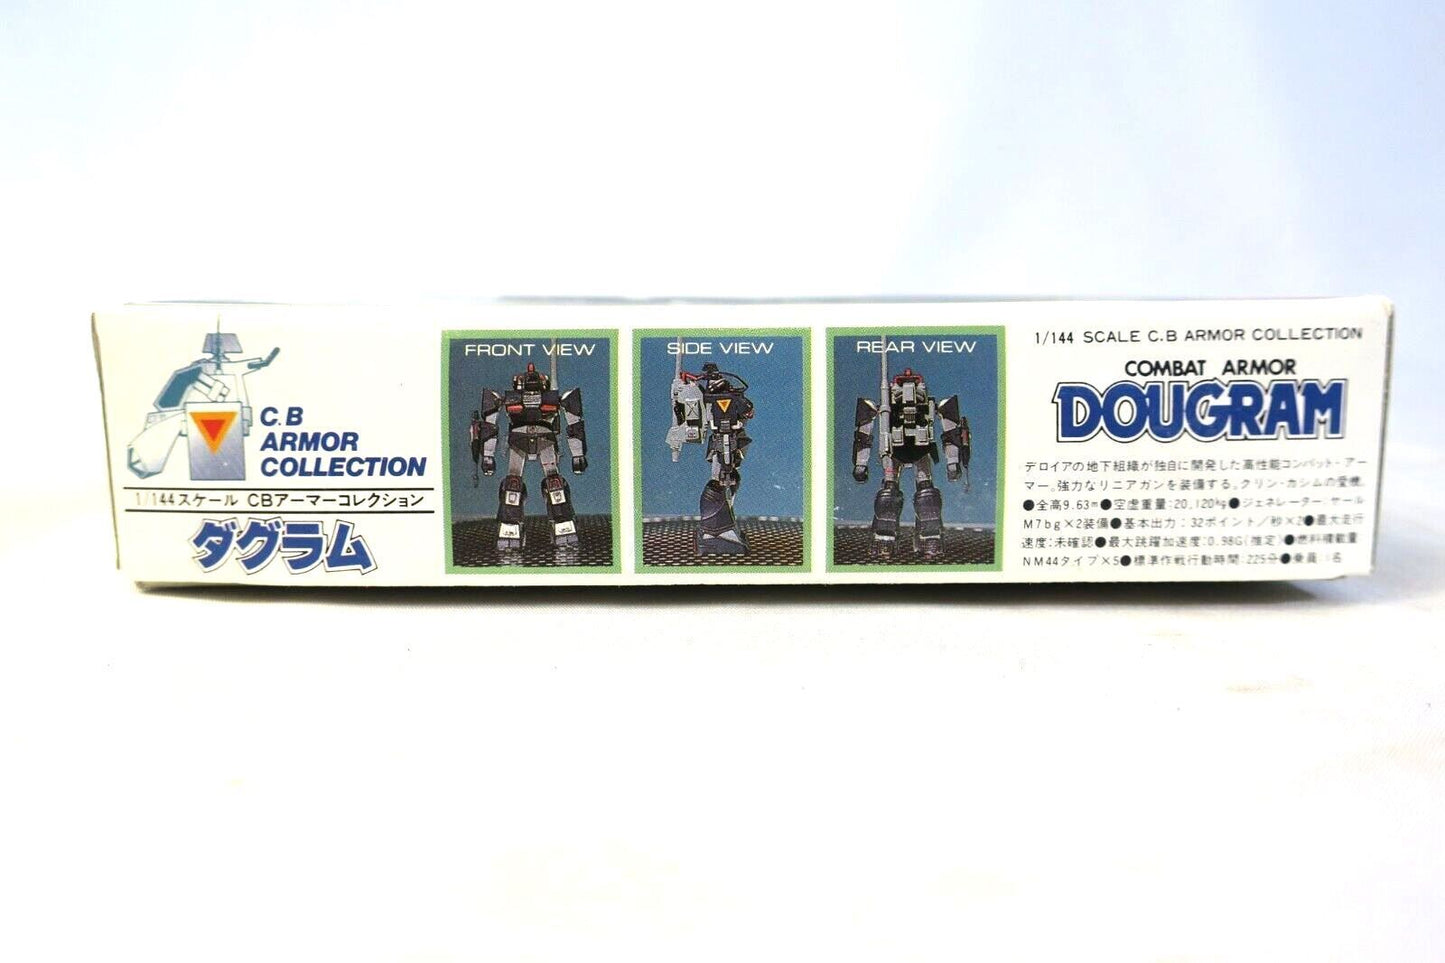 C.B
ARMOR
COLLECTION
1/144スケール CBアーマーコレクション
ダグラム
FRONT VIEW
SIDE VIEW
REAR VIEW
1/144 SCALE C.B ARMOR COLLECTION
COMBAT ARMOR
DOUGRAM
デロイアの地下組織が独自に開発した高性能コンバット・アー
マー。強力なリニアガンを装備する。クリン・カシムの愛機。
●全高9.63m●空虚重量:20,120kg●ジェネレーター:サール
M7bg×2装備●基本出力:32ポイント/秒×2●最大走行
速度:未確認●最大跳躍加速度:0.98G(推定)●燃料積載量:
NM44タイプ×5●標準作戦行動時間:225分●乗員:1名